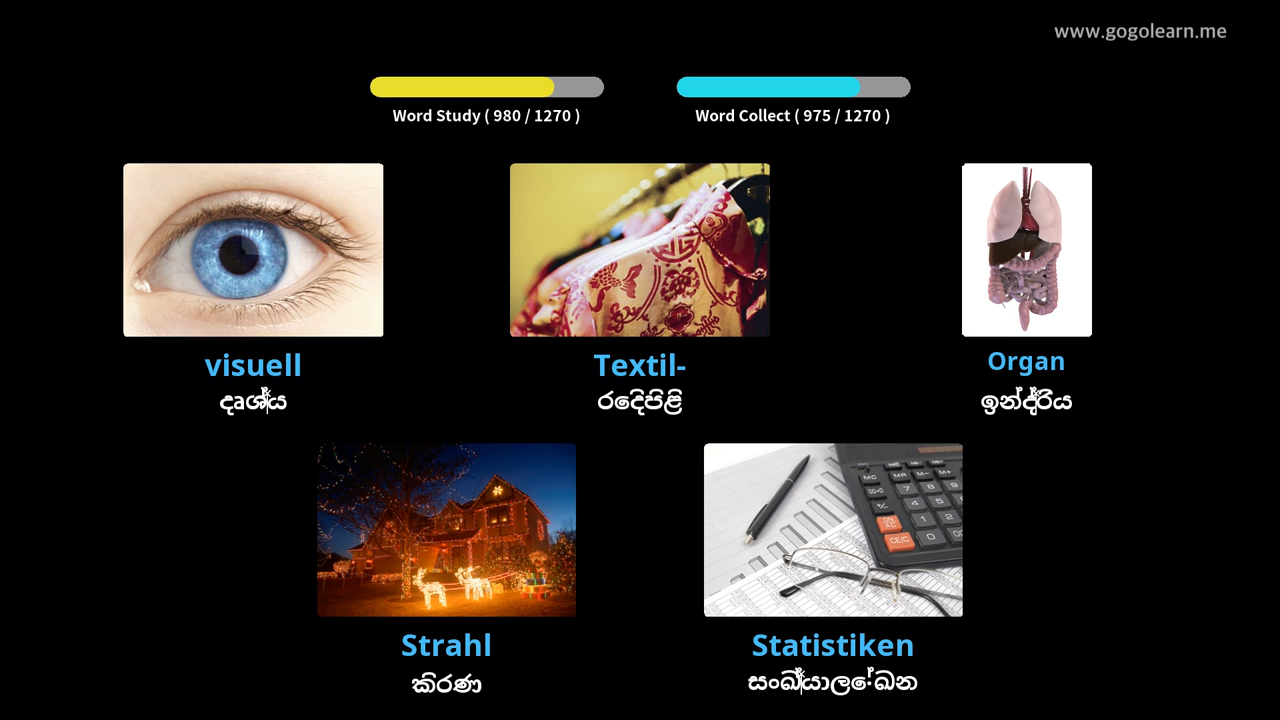 www.gogolearn.me
Word Study ( 980 / 1270 )
Word Collect ( 975 / 1270 )
visuell
දෘශ්‍ය
Textil-
රෙදිපිළි
Organ
ඉන්ද්‍රිය
Strahl
කිරණ
Statistiken
සංඛ්‍යාලේඛන